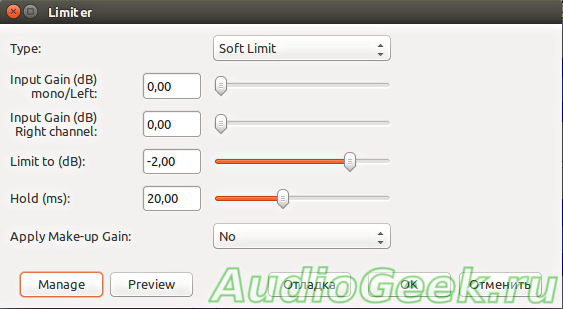 Limiter
Type: Soft Limit
Input Gain (dB)
mono/Left: 0,00
Input Gain (dB)
Right channel: 0,00
Limit to (dB): -2,00
Hold (ms): 20,00
Apply Make-up Gain: No
Manage Preview Отладка OK Отменить
AudioGeek.ru